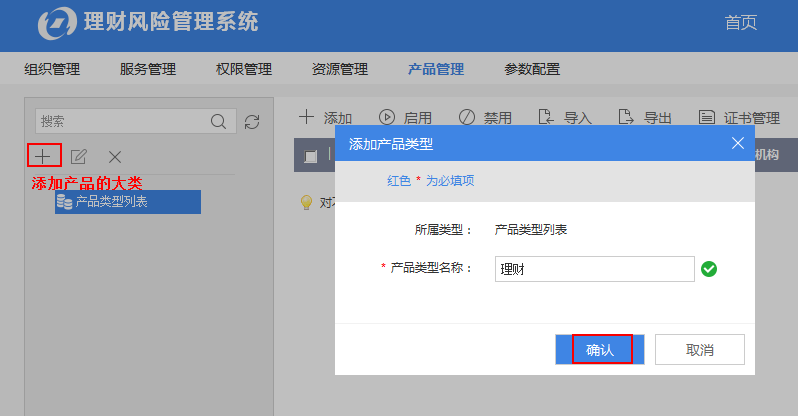 理财风险管理系统
首页
组织管理 服务管理 权限管理 资源管理 产品管理 参数配置
搜索
添加 启用 禁用 导入 导出 证书管理
添加产品类型
机构
红色 * 为必填项
添加产品的大类
产品类型列表
对
所属类型： 产品类型列表
* 产品类型名称： 理财
确认 取消